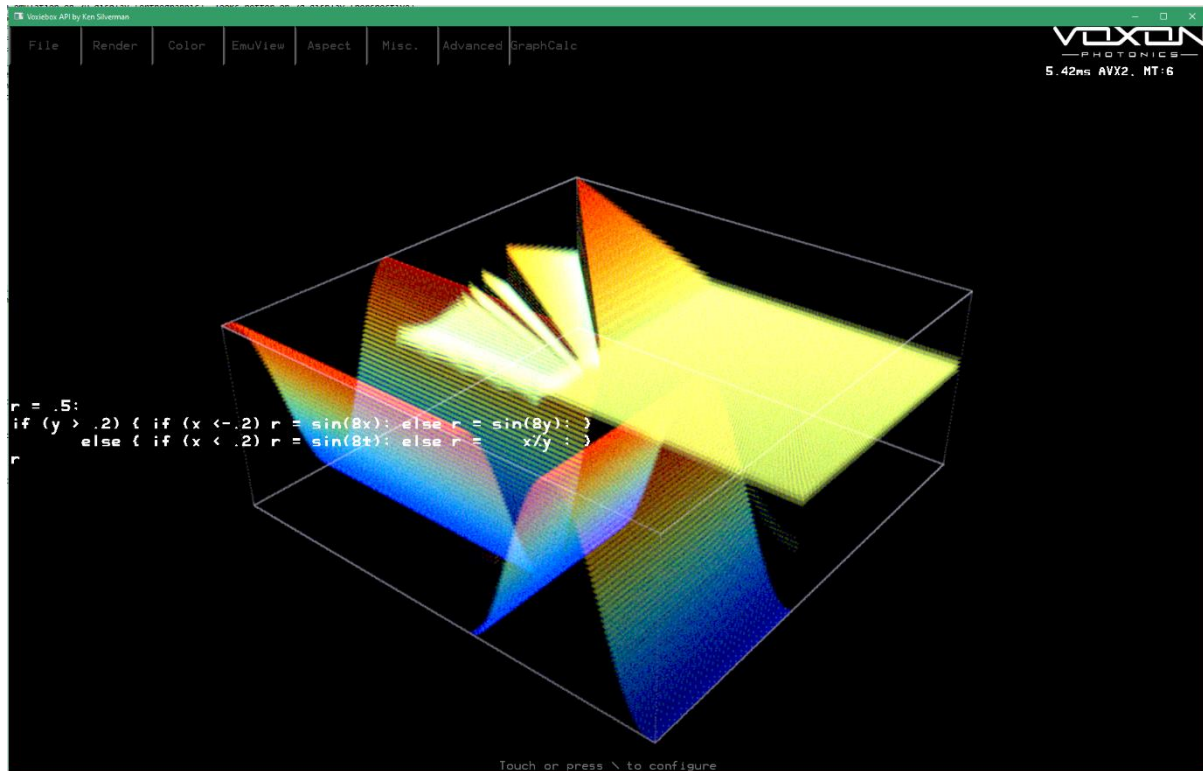 Voxiebox API by Ken Silverman
File Render Color EmuView Aspect Misc. Advanced GraphCalc
VOXON
PHOTONICS
5.42ms AVX2, MT:6
r = .5;
if (y > .2) { if (x <-.2) r = sin(8x); else r = sin(8y); }
else { if (x < .2) r = sin(8t); else r = x/y ; }
r
Touch or press \ to configure